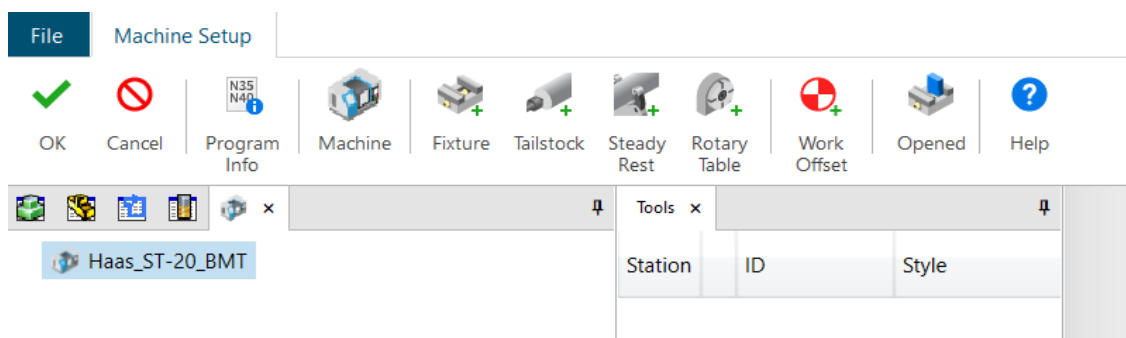 File Machine Setup
N35
N40
OK Cancel Program Info Machine Fixture Tailstock Steady Rest Rotary Table Work Offset Opened Help
Tools
Haas_ST-20_BMT
Station ID Style